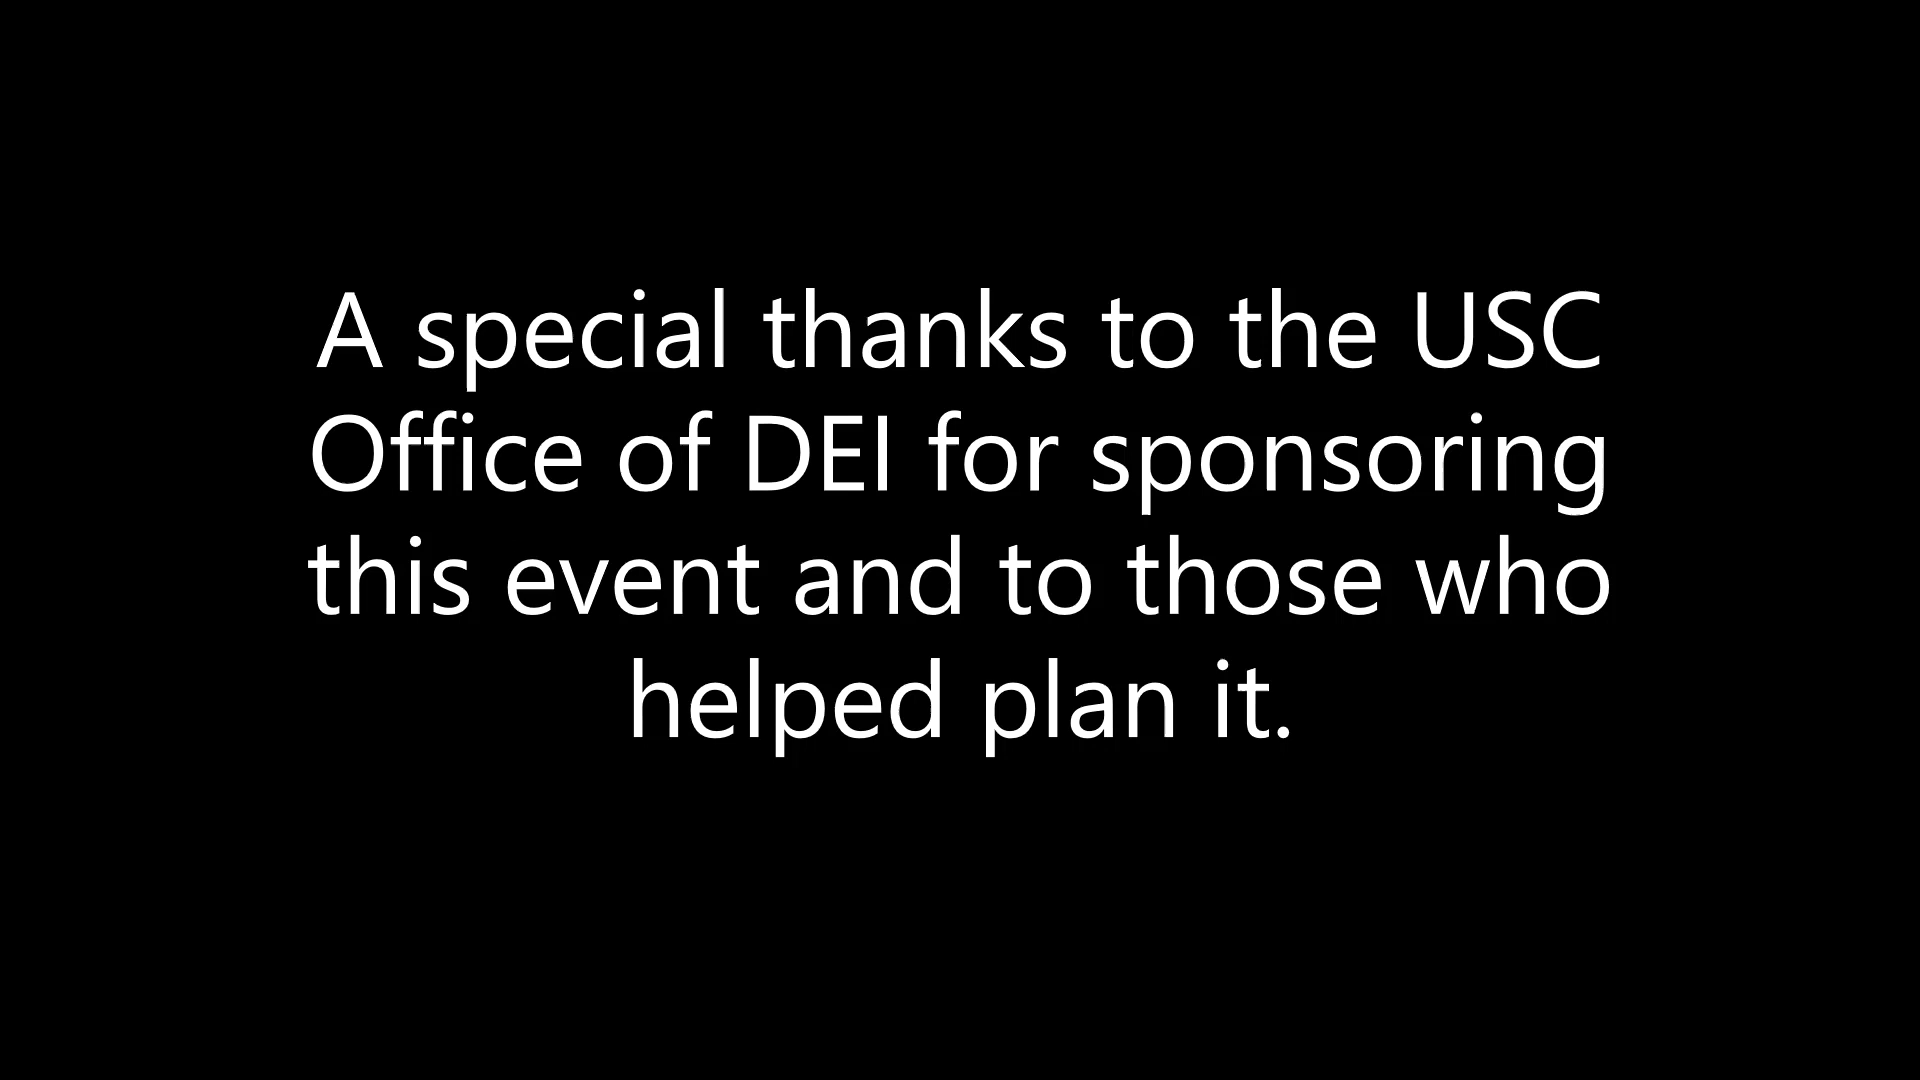 A special thanks to the USC
Office of DEI for sponsoring
this event and to those who
helped plan it.